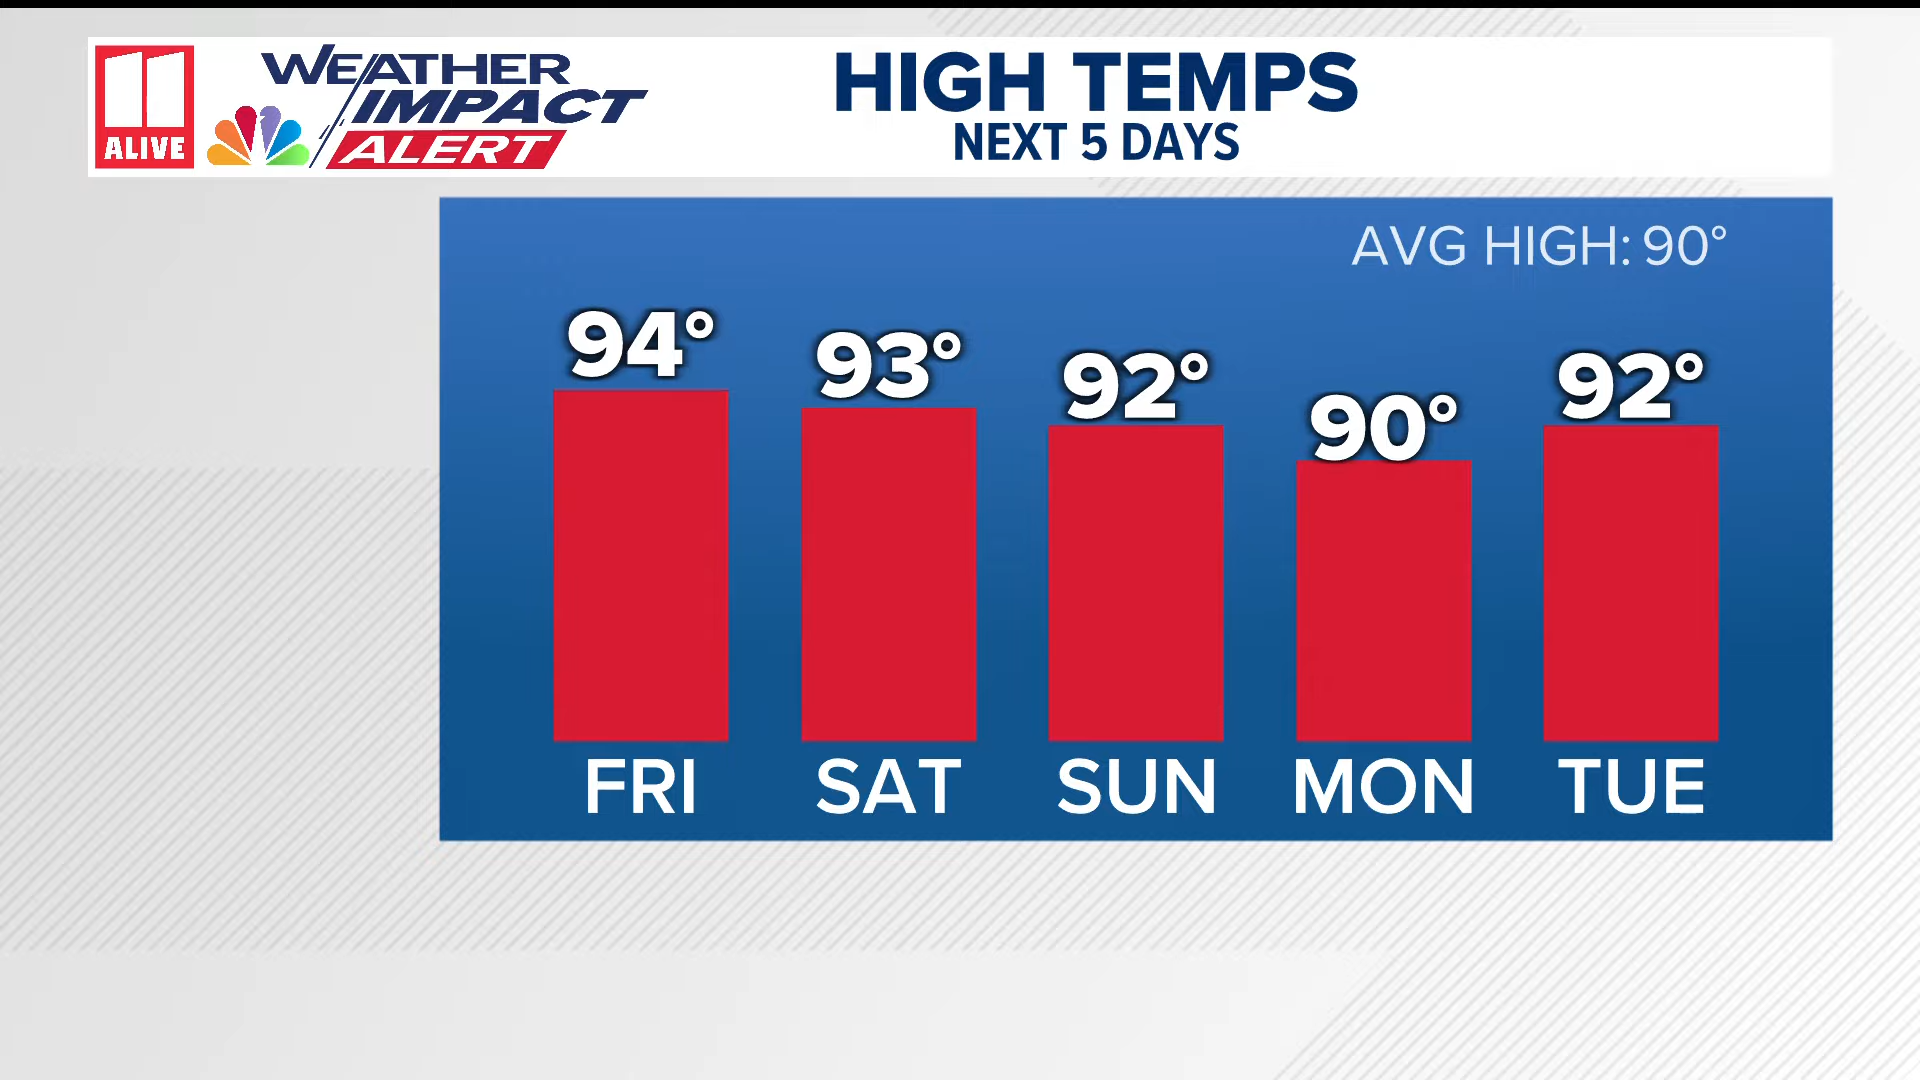 11
ALIVE
WEATHER
IMPACT
ALERT
HIGH TEMPS
NEXT 5 DAYS
AVG HIGH: 90°
94° 93° 92° 90° 92°
FRI SAT SUN MON TUE